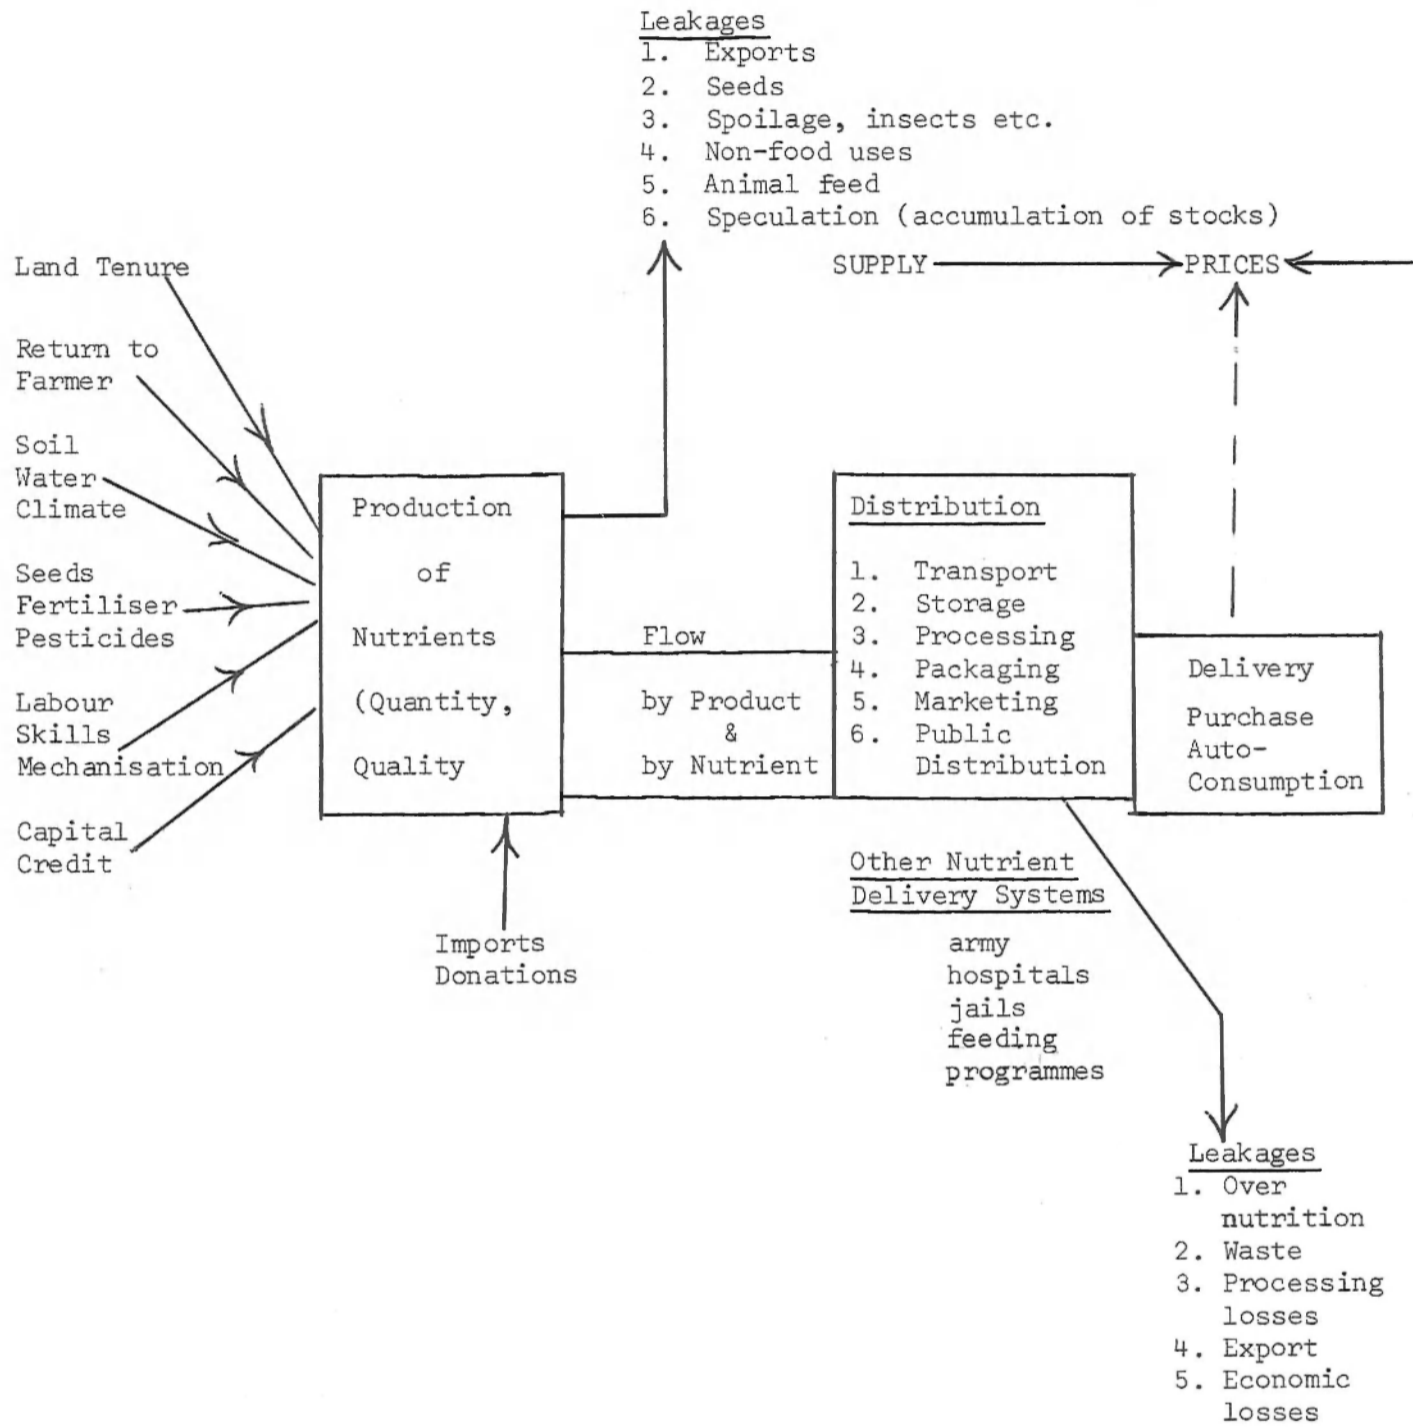 Leakages
1. Exports
2. Seeds
3. Spoilage, insects etc.
4. Non-food uses
5. Animal feed
6. Speculation (accumulation of stocks)
SUPPLY
PRICES
Land Tenure
Return to
Farmer
Soil
Water
Climate
Seeds
Fertiliser
Pesticides
Labour
Skills
Mechanisation
Capital
Credit
Production
of
Nutrients
(Quantity,
Quality
Imports
Donations
Flow
by Product
&
by Nutrient
Distribution
1. Transport
2. Storage
3. Processing
4. Packaging
5. Marketing
6. Public
Distribution
Delivery
Purchase
Auto-
Consumption
Other Nutrient
Delivery Systems
army
hospitals
jails
feeding
programmes
Leakages
1. Over
nutrition
2. Waste
3. Processing
losses
4. Export
5. Economic
losses